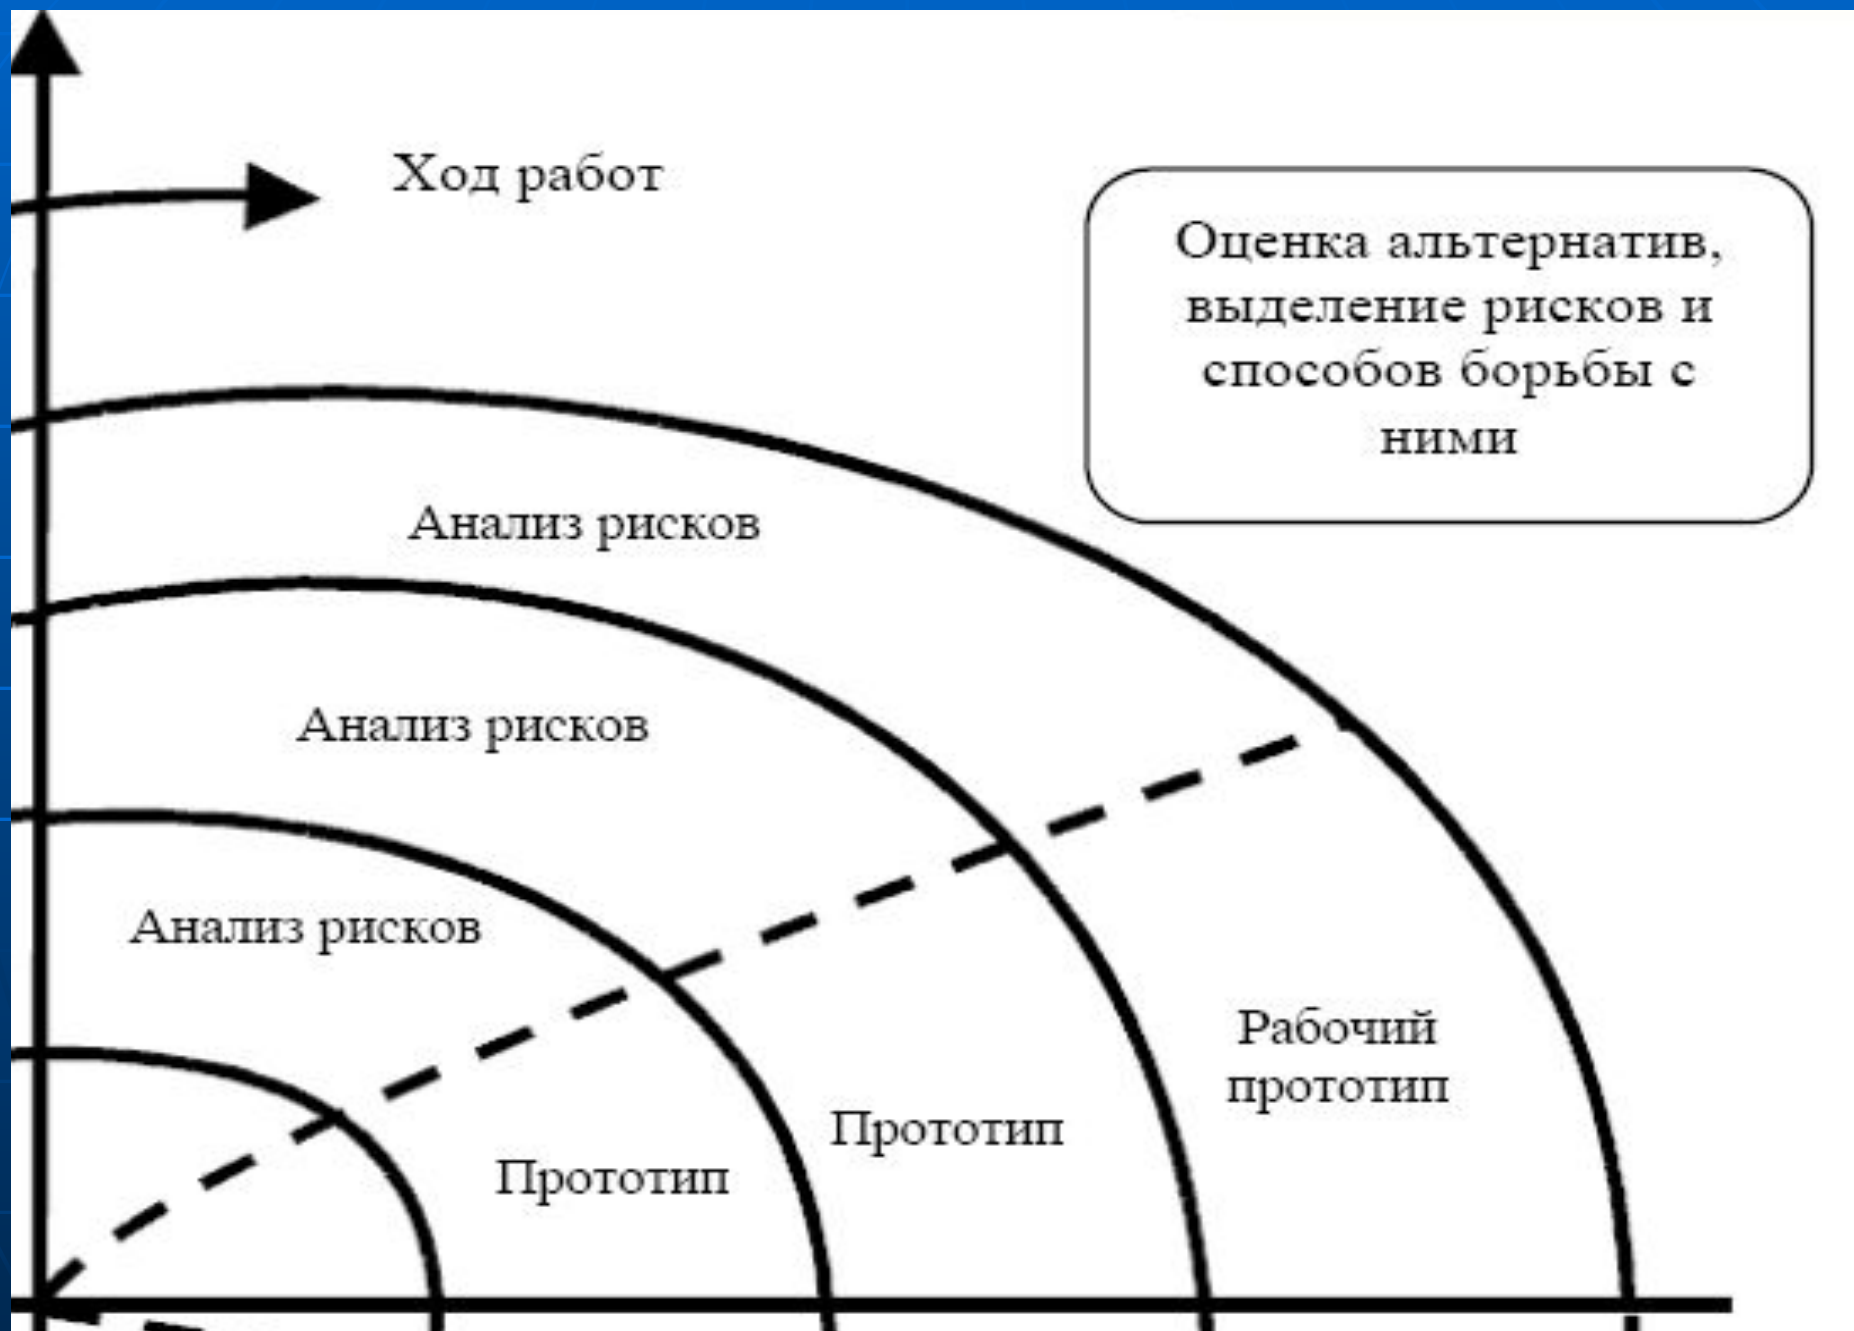 Ход работ
Оценка альтернатив,
выделение рисков и
способов борьбы с
ними
Анализ рисков
Анализ рисков
Анализ рисков
Рабочий
прототип
Прототип
Прототип